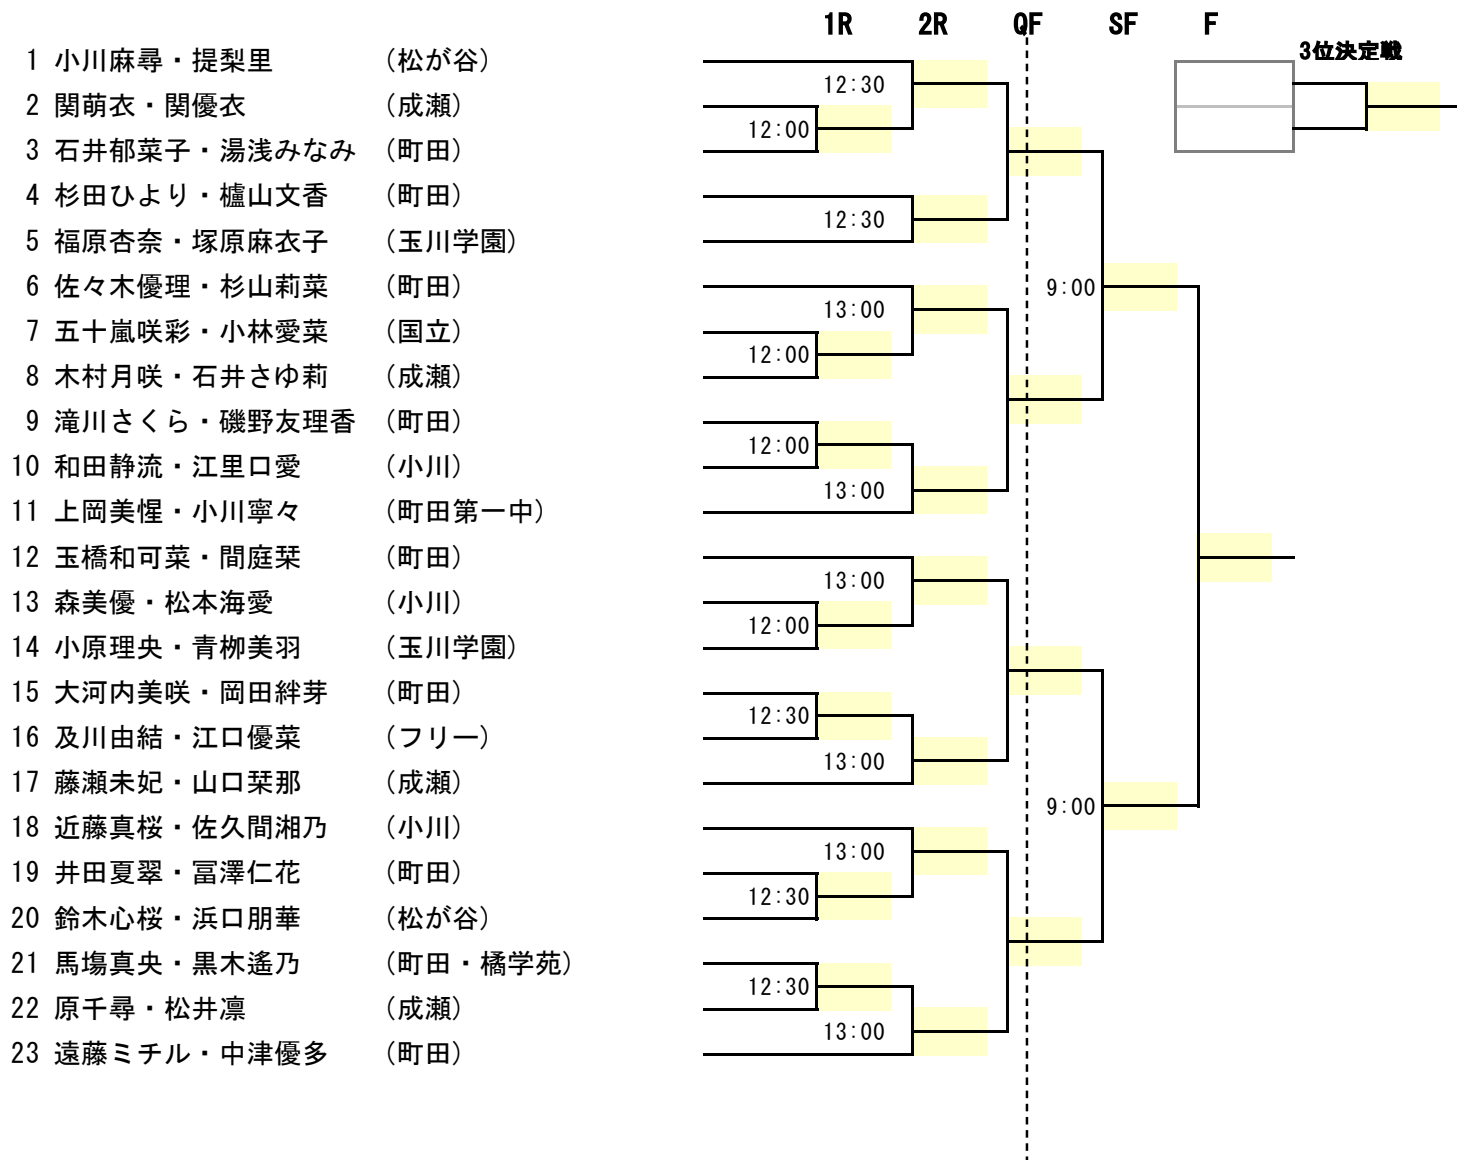 1R 2R QF SF F
3位決定戦
1 小川麻尋・提梨里 (松が谷)
12:30
2 関萌衣・関優衣 (成瀬)
12:00
3 石井郁菜子・湯浅みなみ (町田)
4 杉田ひより・櫨山文香 (町田)
12:30
5 福原杏奈・塚原麻衣子 (玉川学園)
6 佐々木優理・杉山莉菜 (町田)
9:00
13:00
7 五十嵐咲彩・小林愛菜 (国立)
12:00
8 木村月咲・石井さゆ莉 (成瀬)
9 滝川さくら・磯野友理香 (町田)
12:00
10 和田静流・江里口愛 (小川)
13:00
11 上岡美惺・小川寧々 (町田第一中)
12 玉橋和可菜・間庭栞 (町田)
13:00
13 森美優・松本海愛 (小川)
12:00
14 小原理央・青栁美羽 (玉川学園)
15 大河内美咲・岡田絆芽 (町田)
12:30
16 及川由結・江口優菜 (フリー)
13:00
17 藤瀬未妃・山口栞那 (成瀬)
9:00
18 近藤真桜・佐久間湘乃 (小川)
13:00
19 井田夏翠・冨澤仁花 (町田)
12:30
20 鈴木心桜・浜口朋華 (松が谷)
21 馬塲真央・黒木遙乃 (町田・橘学苑)
12:30
22 原千尋・松井凛 (成瀬)
13:00
23 遠藤ミチル・中津優多 (町田)